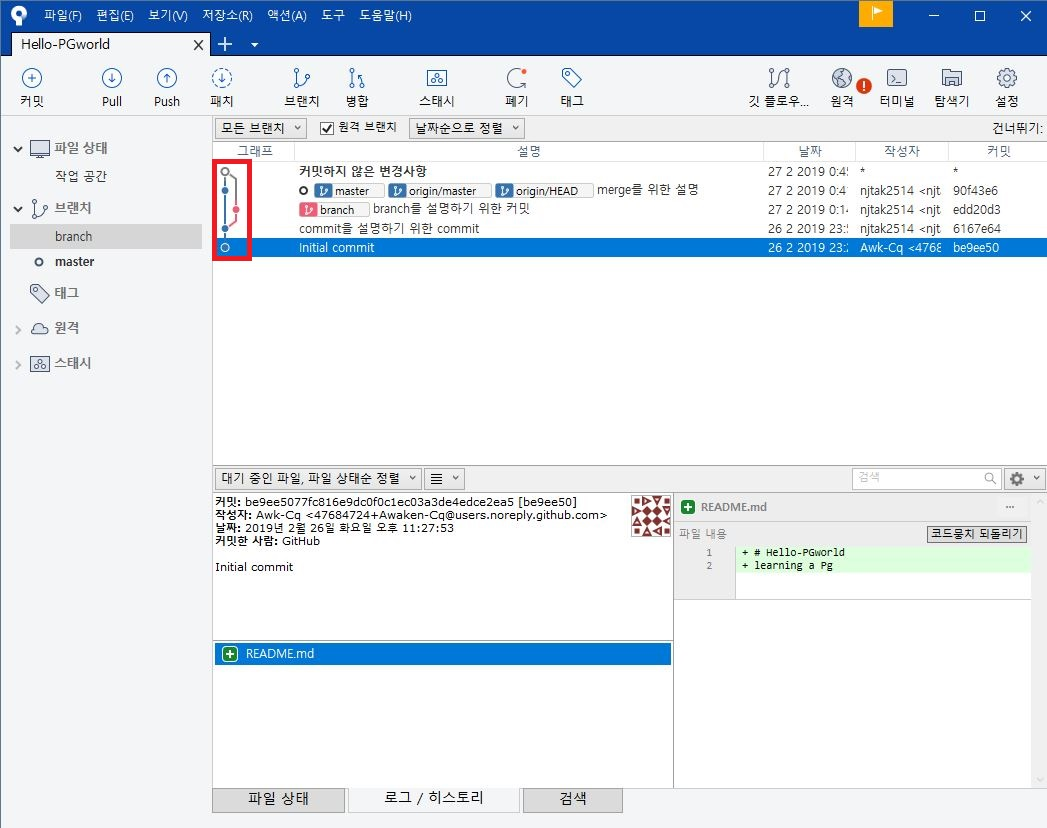 파일(F) 편집(E) 보기(V) 저장소(R) 액션(A) 도구 도움말(H)
Hello-PGworld
커밋 Pull Push 패치 브랜치 병합 스태시 폐기 태그 깃 플로우... 원격 터미널 탐색기 설정
모든 브랜치 원격 브랜치 날짜순으로 정렬 건너뛰기:
그래프 설명 날짜 작성자 커밋
파일 상태
작업 공간
브랜치
branch
master
태그
원격
스태시
커밋하지 않은 변경사항 27 2 2019 0:4 * *
master origin/master origin/HEAD merge를 위한 설명 27 2 2019 0:4 njtak2514 <njt 90f43e6
branch branch를 설명하기 위한 커밋 27 2 2019 0:1 njtak2514 <njt edd20d3
commit을 설명하기 위한 commit 26 2 2019 23: njtak2514 <njt 6167e64
Initial commit 26 2 2019 23:2 Awk-Cq <4768 be9ee50
대기 중인 파일, 파일 상태순 정렬 검색
커밋: be9ee5077fc816e9dc0f0c1ec03a3de4edce2ea5 [be9ee50]
작성자: Awk-Cq <47684724+Awaken-Cq@users.noreply.github.com>
날짜: 2019년 2월 26일 화요일 오후 11:27:53
커밋한 사람: GitHub
Initial commit
README.md
README.md ...
파일 내용 코드뭉치 되돌리기
1 + # Hello-PGworld
2 + learning a Pg
파일 상태 로그 / 히스토리 검색